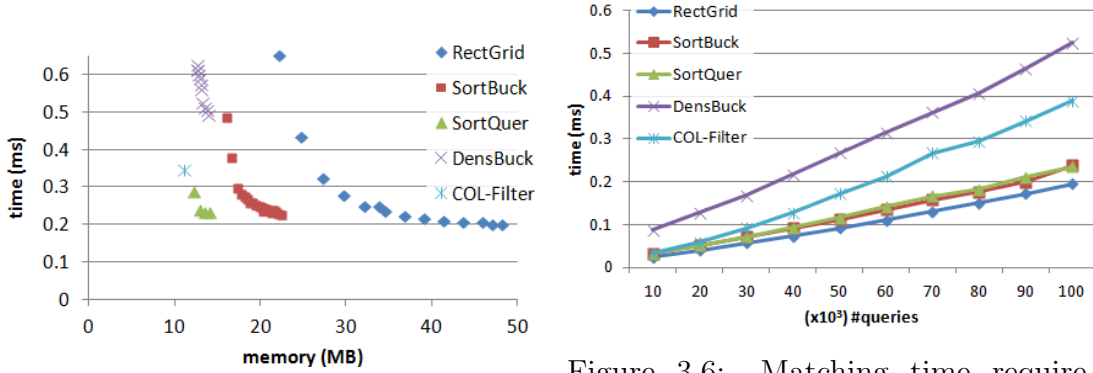 0.6
0.5
0.4
0.3
0.2
0.1
0
time (ms)
0
10
20
30
40
50
memory (MB)
RectGrid
SortBuck
SortQuer
DensBuck
COL-Filter
0.6
0.5
0.4
0.3
0.2
0.1
0
time (ms)
RectGrid
SortBuck
SortQuer
DensBuck
COL-Filter
10
20
30
40
50
60
70
80
90
100
(x10³) #queries
Figure 3.6: Matching time require